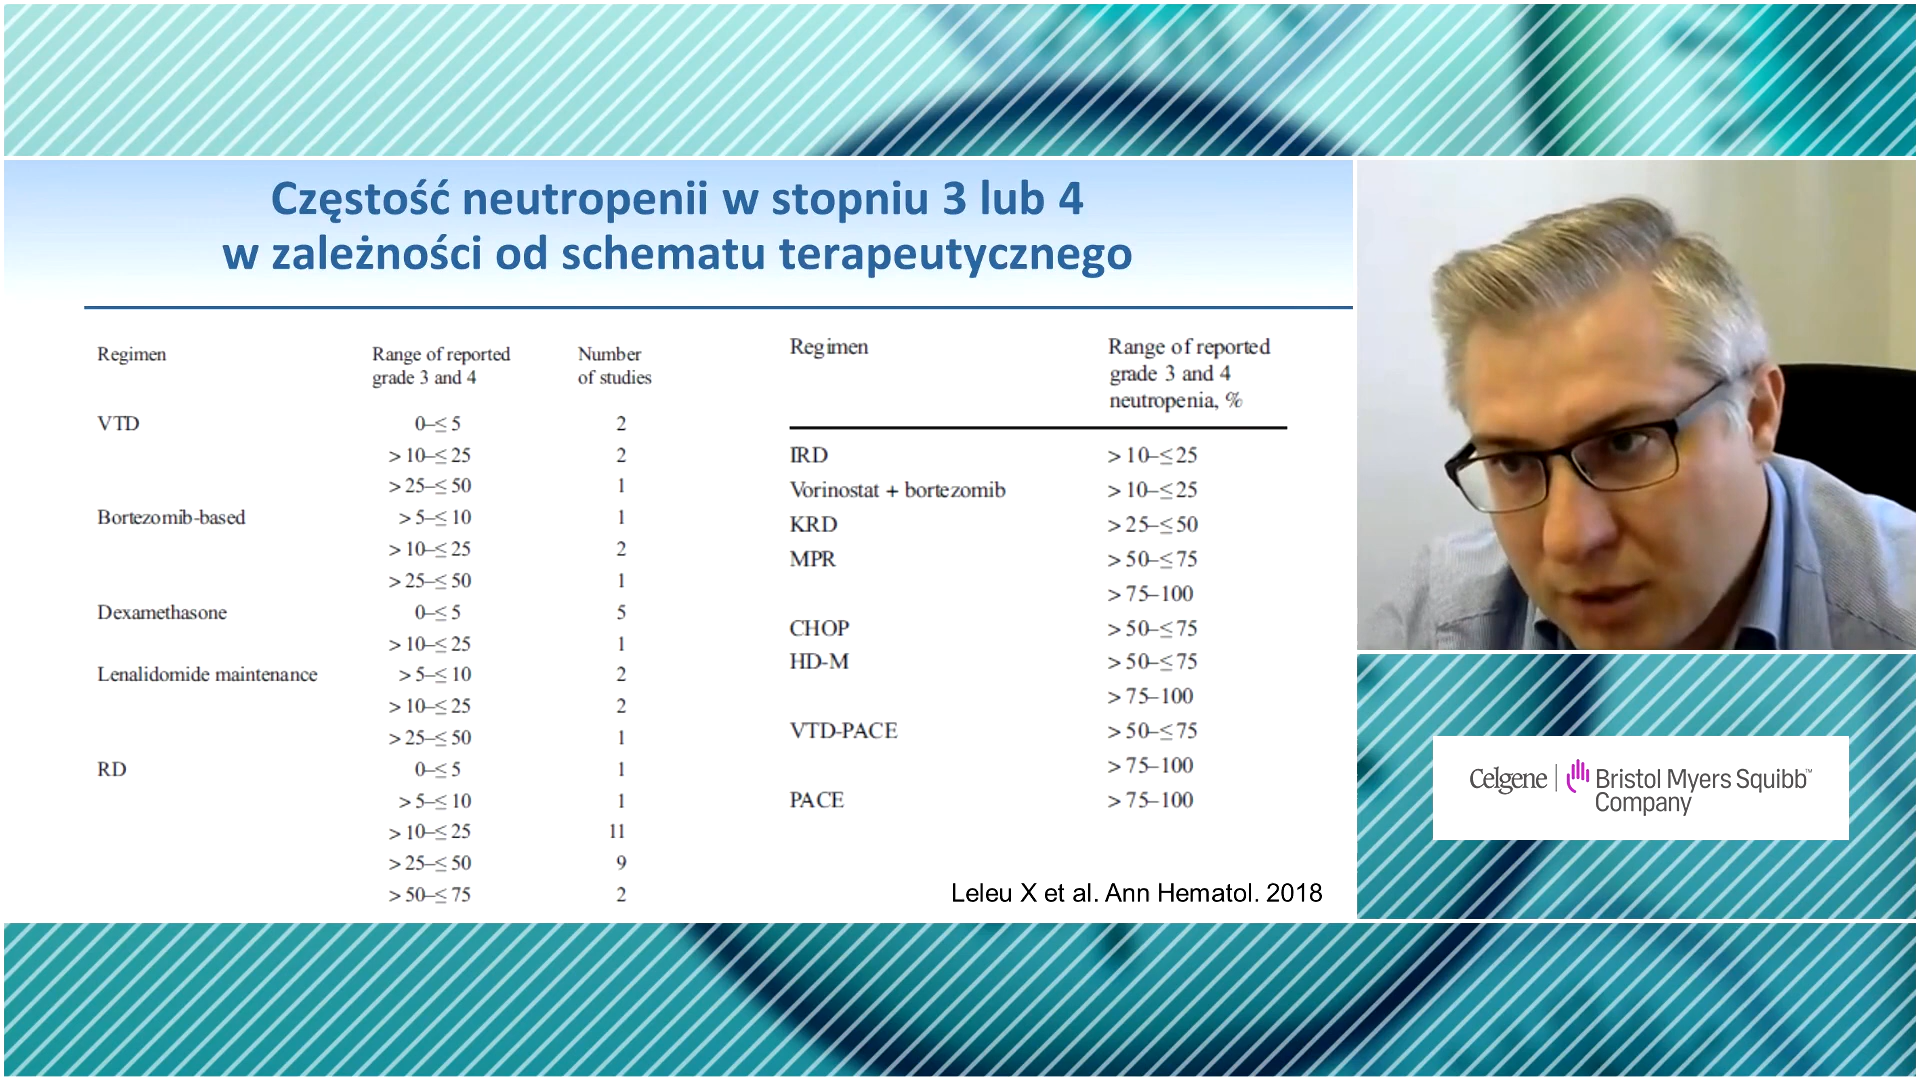 Częstość neutropenii w stopniu 3 lub 4
w zależności od schematu terapeutycznego
Regimen Range of reported Number
grade 3 and 4 of studies
VTD 0–≤ 5 2
> 10–≤ 25 2
> 25–≤ 50 1
Bortezomib-based > 5–≤ 10 1
> 10–≤ 25 2
> 25–≤ 50 1
Dexamethasone 0–≤ 5 5
> 10–≤ 25 1
Lenalidomide maintenance > 5–≤ 10 2
> 10–≤ 25 2
> 25–≤ 50 1
RD 0–≤ 5 1
> 5–≤ 10 1
> 10–≤ 25 11
> 25–≤ 50 9
> 50–≤ 75 2
Regimen Range of reported
grade 3 and 4
neutropenia, %
IRD > 10–≤ 25
Vorinostat + bortezomib > 10–≤ 25
KRD > 25–≤ 50
MPR > 50–≤ 75
> 75–100
CHOP > 50–≤ 75
HD-M > 50–≤ 75
> 75–100
VTD-PACE > 50–≤ 75
> 75–100
PACE > 75–100
Leleu X et al. Ann Hematol. 2018
Celgene | Bristol Myers Squibb™
Company